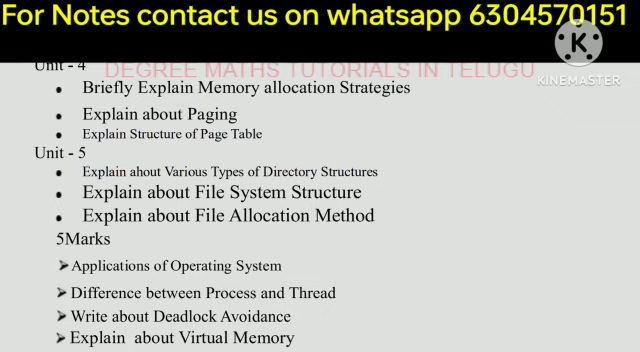 For Notes contact us on whatsapp 6304570151
Unit - 4
DEGREE MATHS TUTORIALS IN TELUGU
K
KINEMASTER
Briefly Explain Memory allocation Strategies
Explain about Paging
Explain Structure of Page Table
Unit - 5
Explain about Various Types of Directory Structures
Explain about File System Structure
Explain about File Allocation Method
5Marks
Applications of Operating System
Difference between Process and Thread
Write about Deadlock Avoidance
Explain about Virtual Memory